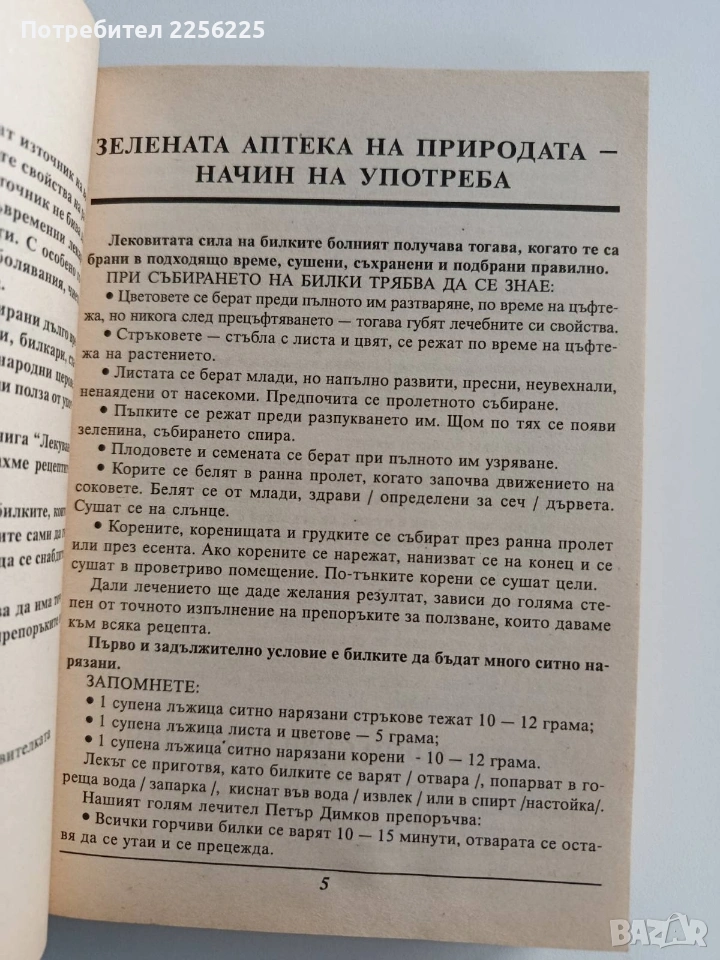 Потребител 2256225
ЗЕЛЕНАТА АПТЕКА НА ПРИРОДАТА —
НАЧИН НА УПОТРЕБА
Лековитата сила на билките болният получава тогава, когато те са
брани в подходящо време, сушени, съхранени и подбрани правилно.
ПРИ СЪБИРАНЕТО НА БИЛКИ ТРЯБВА ДА СЕ ЗНАЕ:
• Цветовете се берат преди пълното им разтваряне, по време на цъфте-
жа, но никога след прецъфтяването — тогава губят лечебните си свойства.
• Стръковете — стъбла с листа и цвят, се режат по време на цъфте-
жа на растението.
• Листата се берат млади, но напълно развити, пресни, неувехнали,
ненаядени от насекоми. Предпочита се пролетното събиране.
• Пъпките се режат преди разпукването им. Щом по тях се появи
зеленина, събирането спира.
• Плодовете и семената се берат при пълното им узряване.
• Корите се белят в ранна пролет, когато започва движението на
соковете. Белят се от млади, здрави / определени за сеч / дървета.
Сушат се на слънце.
• Корените, коренищата и грудките се събират през ранна пролет
или през есента. Ако корените се нарежат, нанизват се на конец и се
сушат в проветриво помещение. По-тънките корени се сушат цели.
Дали лечението ще даде желания резултат, зависи до голяма сте-
пен от точното изпълнение на препоръките за ползване, които даваме
към всяка рецепта.
Първо и задължително условие е билките да бъдат много ситно на-
рязани.
ЗАПОМНЕТЕ:
• 1 супена лъжица ситно нарязани стръкове тежат 10 — 12 грама;
• 1 супена лъжица листа и цветове — 5 грама;
• 1 супена лъжица ситно нарязани корени - 10 — 12 грама.
Лекът се приготвя, като билките се варят / отвара /, попарват в го-
реща вода / запарка /, киснат във вода / извлек / или в спирт /настойка/.
Нашият голям лечител Петър Димков препоръчва:
• Всички горчиви билки се варят 10 — 15 минути, отварата се оста-
вя да се утаи и се прецежда.
5
BAZAR